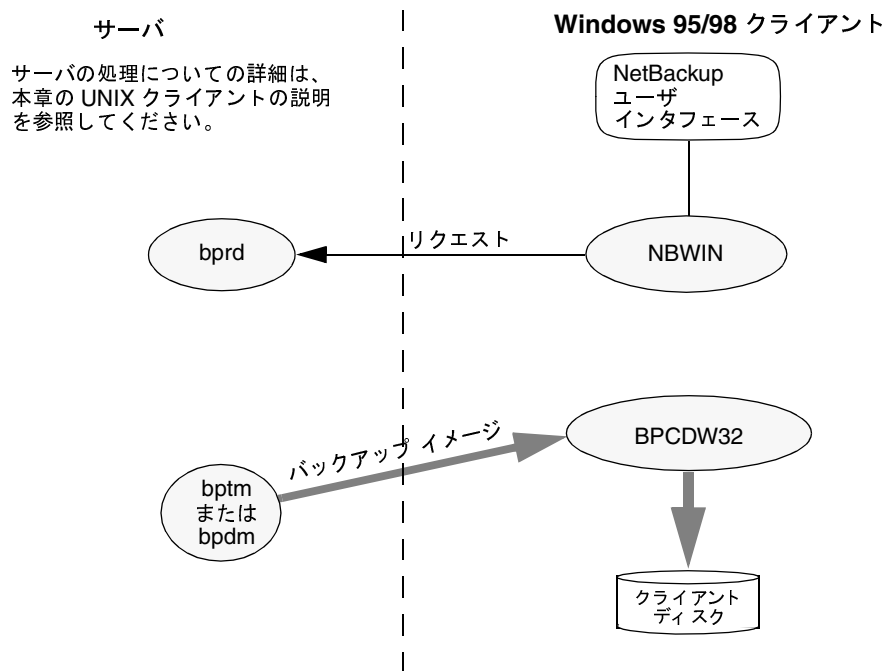 サーバ
Windows 95/98 クライアント
サーバの処理についての詳細は、
本章の UNIX クライアントの説明
を参照してください。
NetBackup
ユーザ
インタフェース
リクエスト
bprd
NBWIN
バックアップ イメージ
BPCDW32
bptm
または
bpdm
クライアント
ディスク